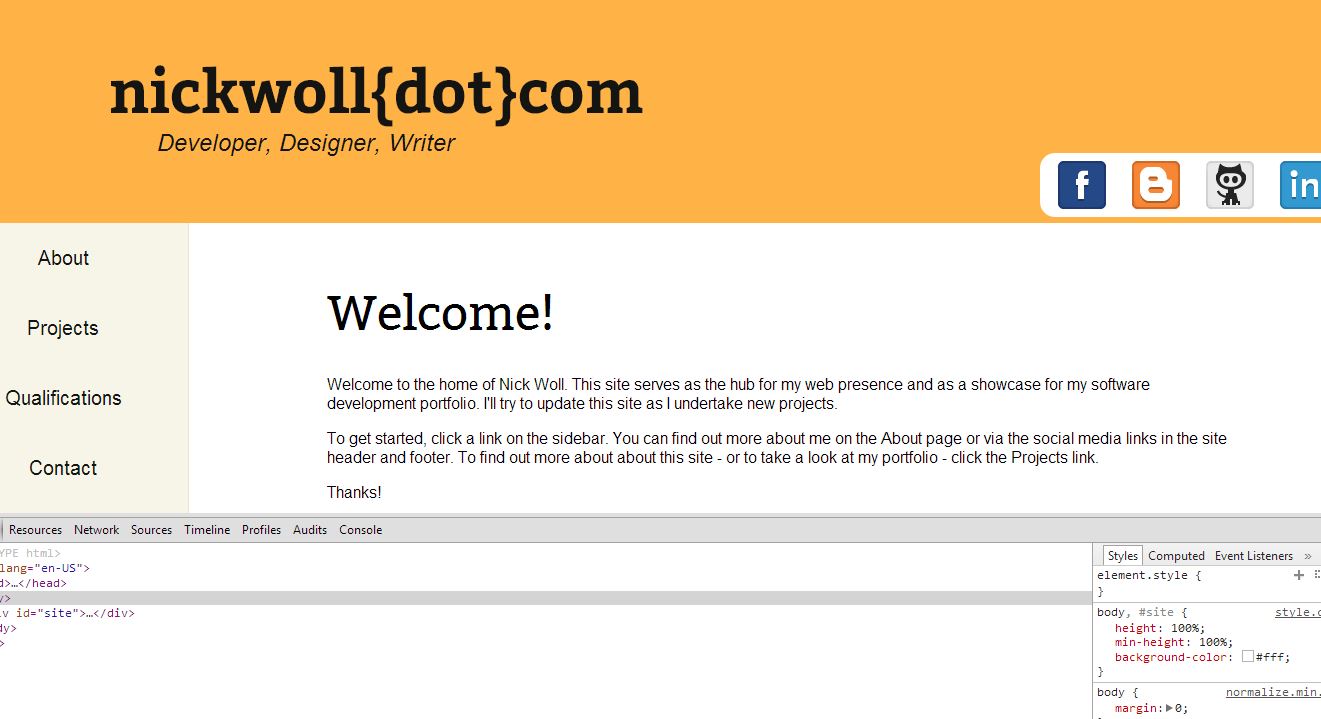 nickwoll{dot}com
Developer, Designer, Writer
f
in
About
Projects
Qualifications
Contact
Welcome!
Welcome to the home of Nick Woll. This site serves as the hub for my web presence and as a showcase for my software
development portfolio. I'll try to update this site as I undertake new projects.
To get started, click a link on the sidebar. You can find out more about me on the About page or via the social media links in the site
header and footer. To find out more about about this site - or to take a look at my portfolio - click the Projects link.
Thanks!
Resources Network Sources Timeline Profiles Audits Console
YPE html>
lang="en-US">
d>…</head>
y>
v id="site">…</div>
dy>
>
Styles Computed Event Listeners »
element.style {
}
body, #site { style.c
height: 100%;
min-height: 100%;
background-color: #fff;
}
body { normalize.min.
margin: 0;